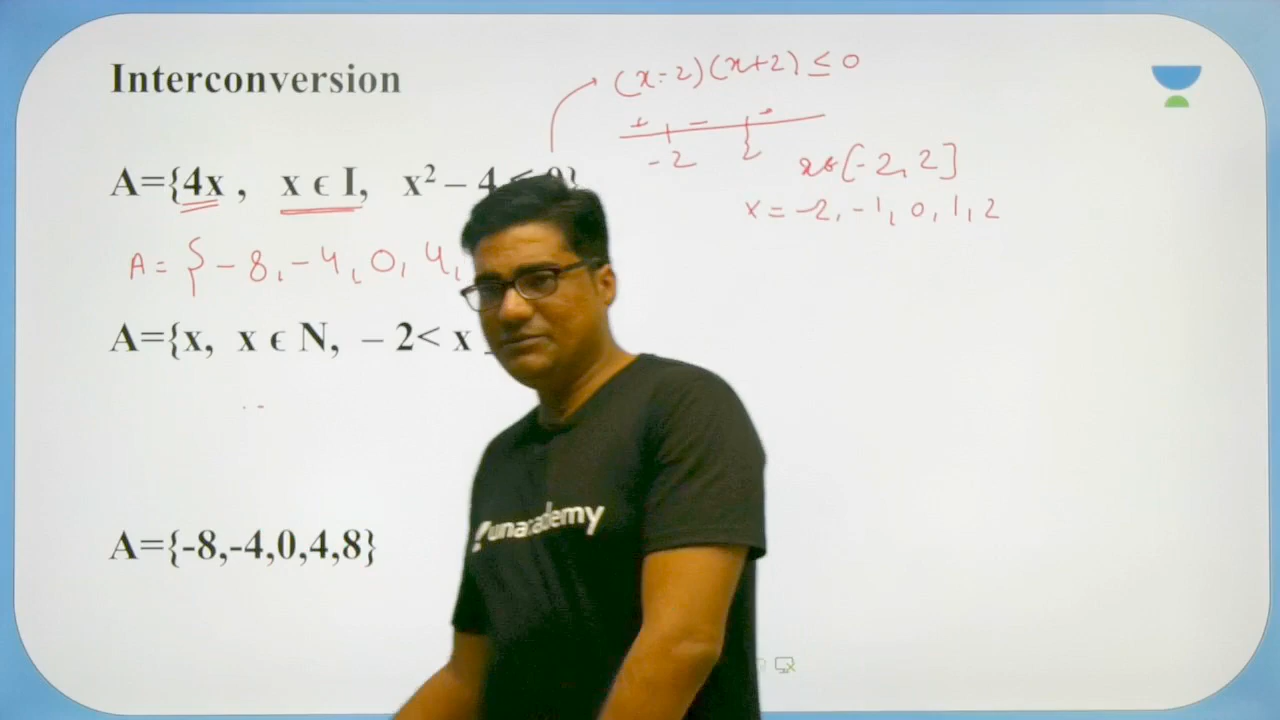 Interconversion
(x-2)(x+2) ≤ 0
+ - +
-2 2
A={4x , x ϵ I, x² – 4 ≤ 0}
x ϵ [-2, 2]
x = -2, -1, 0, 1, 2
A = { -8, -4, 0, 4,
A={x, x ϵ N, – 2< x
unacademy
A={-8,-4,0,4,8}